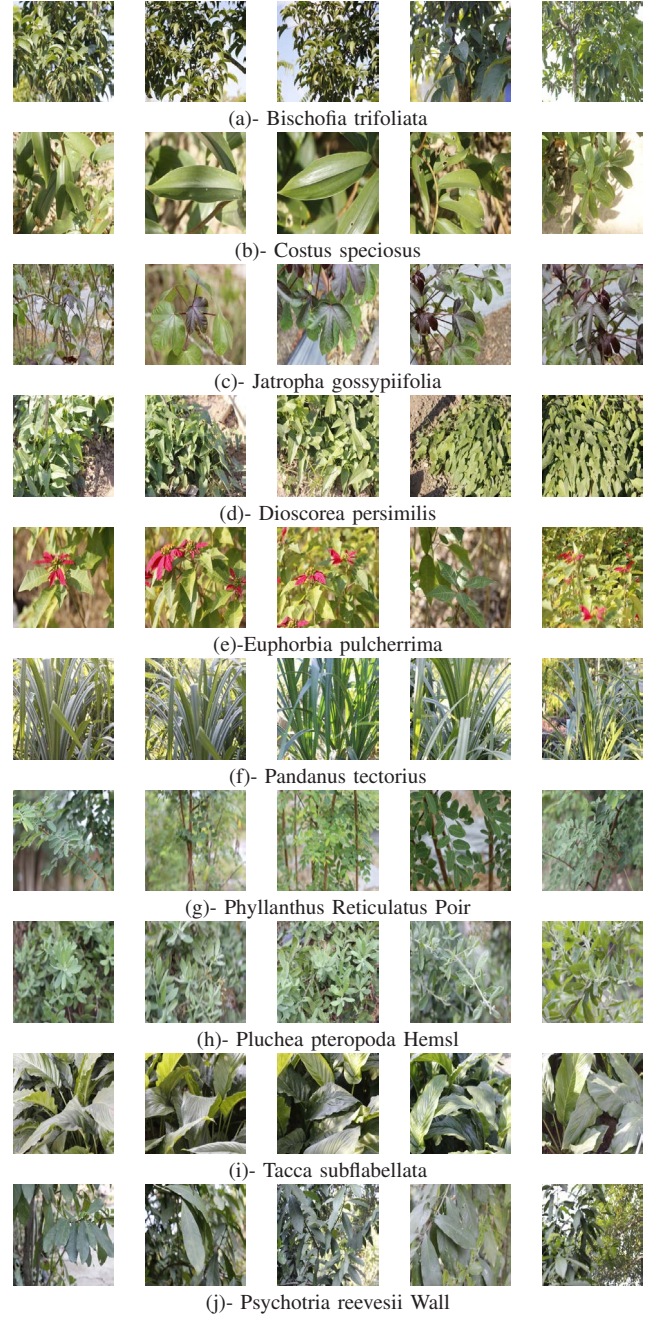 (a)- Bischofia trifoliata
(b)- Costus speciosus
(c)- Jatropha gossypiifolia
(d)- Dioscorea persimilis
(e)-Euphorbia pulcherrima
(f)- Pandanus tectorius
(g)- Phyllanthus Reticulatus Poir
(h)- Pluchea pteropoda Hemsl
(i)- Tacca subflabellata
(j)- Psychotria reevesii Wall